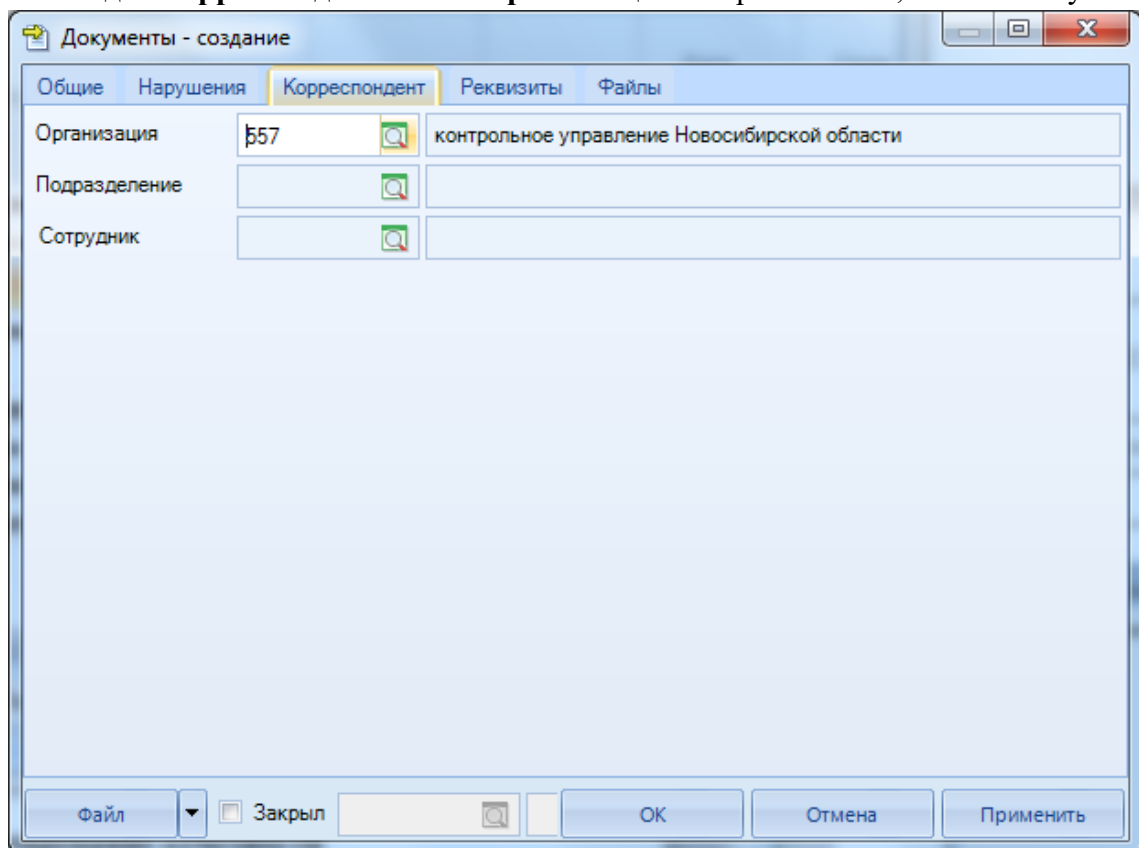 Документы - создание
Общие Нарушения Корреспондент Реквизиты Файлы
Организация 557 контрольное управление Новосибирской области
Подразделение
Сотрудник
Файл Закрыл ОК Отмена Применить